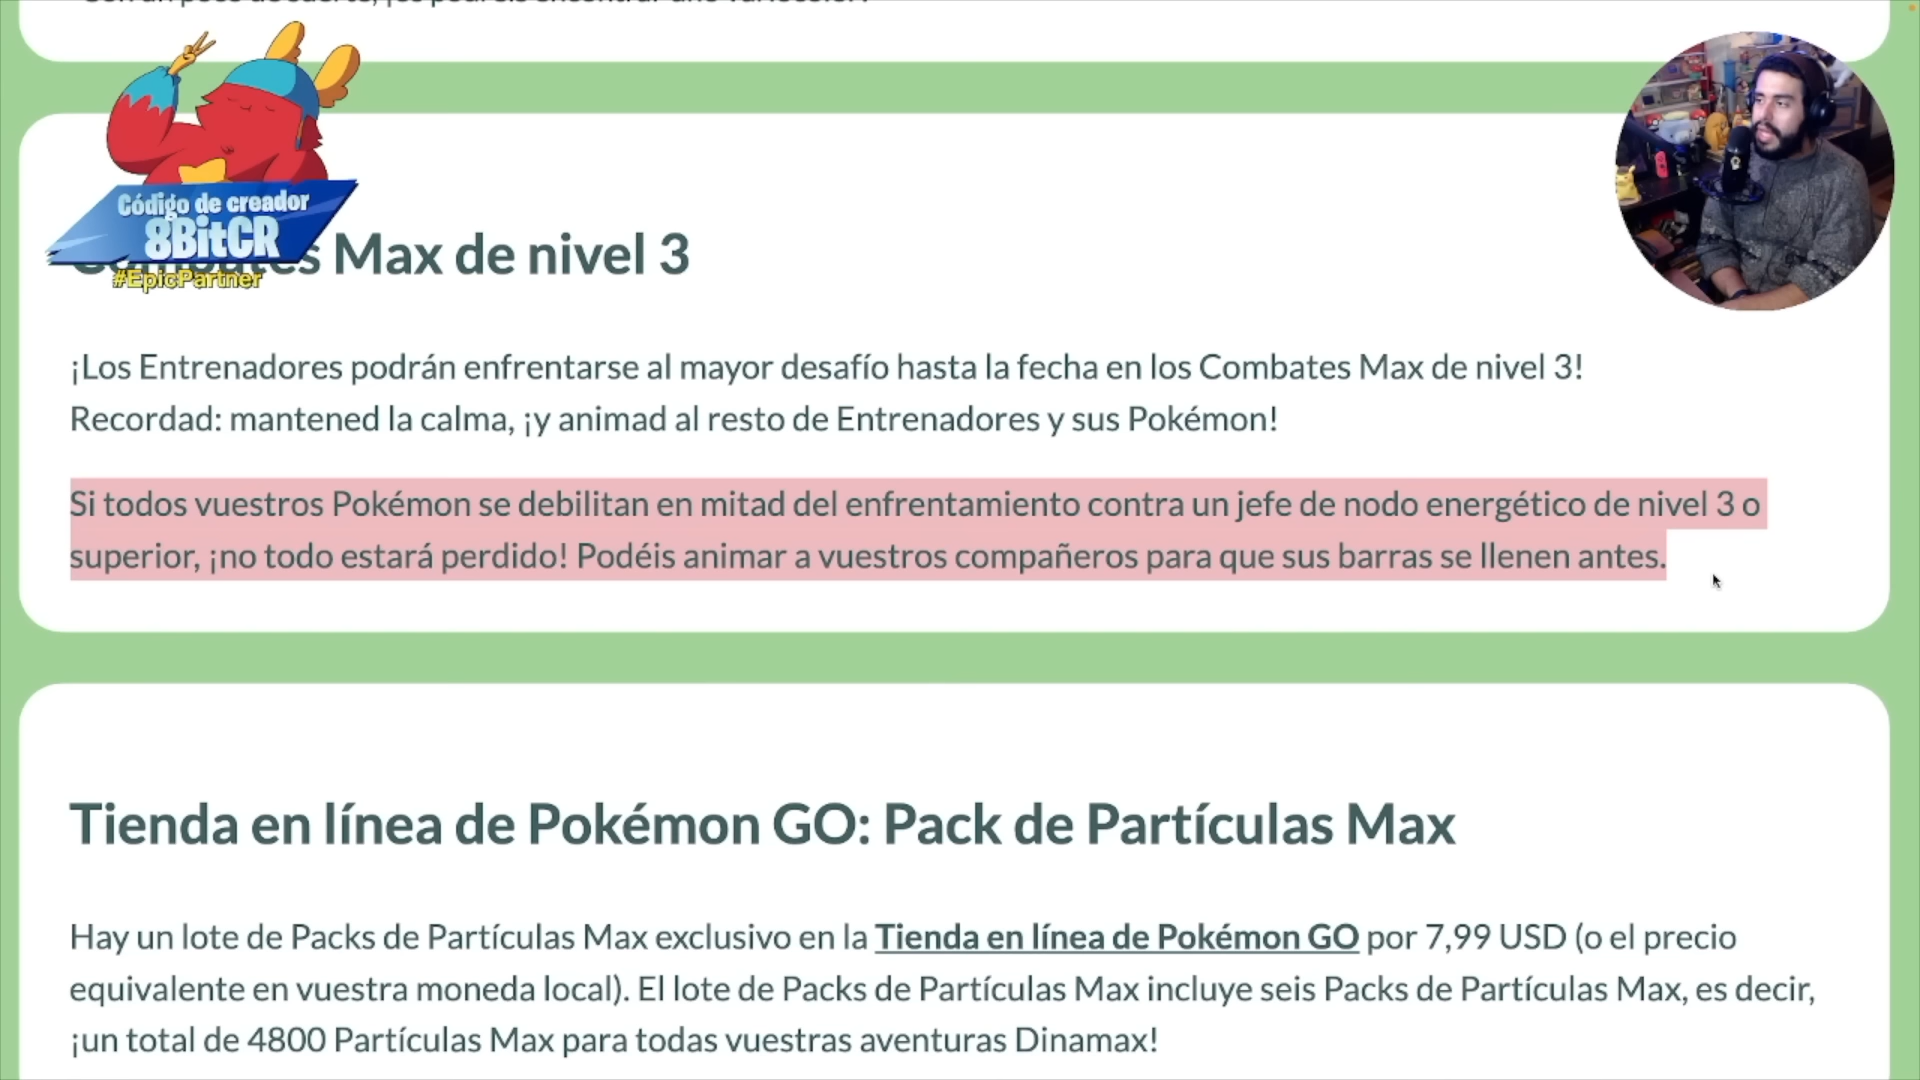 Código de creador
8BitCR
#EpicPartner
Combates Max de nivel 3
¡Los Entrenadores podrán enfrentarse al mayor desafío hasta la fecha en los Combates Max de nivel 3!
Recordad: mantened la calma, ¡y animad al resto de Entrenadores y sus Pokémon!
Si todos vuestros Pokémon se debilitan en mitad del enfrentamiento contra un jefe de nodo energético de nivel 3 o
superior, ¡no todo estará perdido! Podéis animar a vuestros compañeros para que sus barras se llenen antes.
Tienda en línea de Pokémon GO: Pack de Partículas Max
Hay un lote de Packs de Partículas Max exclusivo en la Tienda en línea de Pokémon GO por 7,99 USD (o el precio
equivalente en vuestra moneda local). El lote de Packs de Partículas Max incluye seis Packs de Partículas Max, es decir,
¡un total de 4800 Partículas Max para todas vuestras aventuras Dinamax!